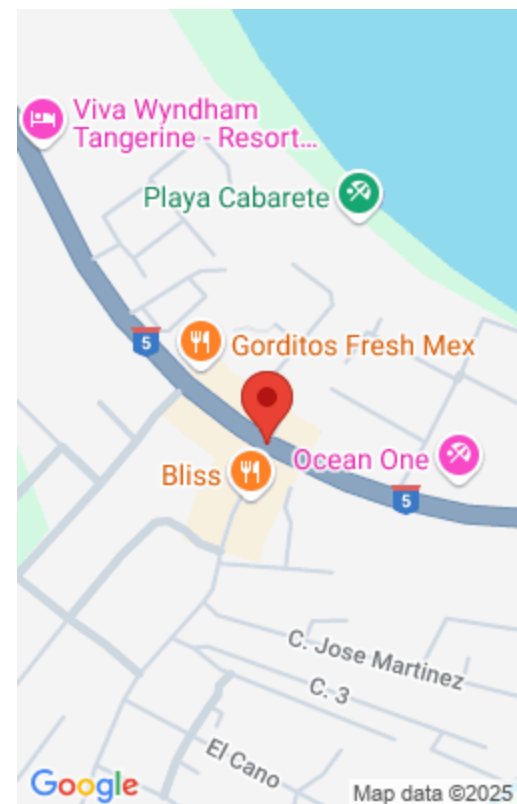 Viva Wyndham
Tangerine - Resort...
Playa Cabarete
5
Gorditos Fresh Mex
Bliss
Ocean One
5
C. Jose Martinez
C. 3
El Cano
Google
Map data ©2025